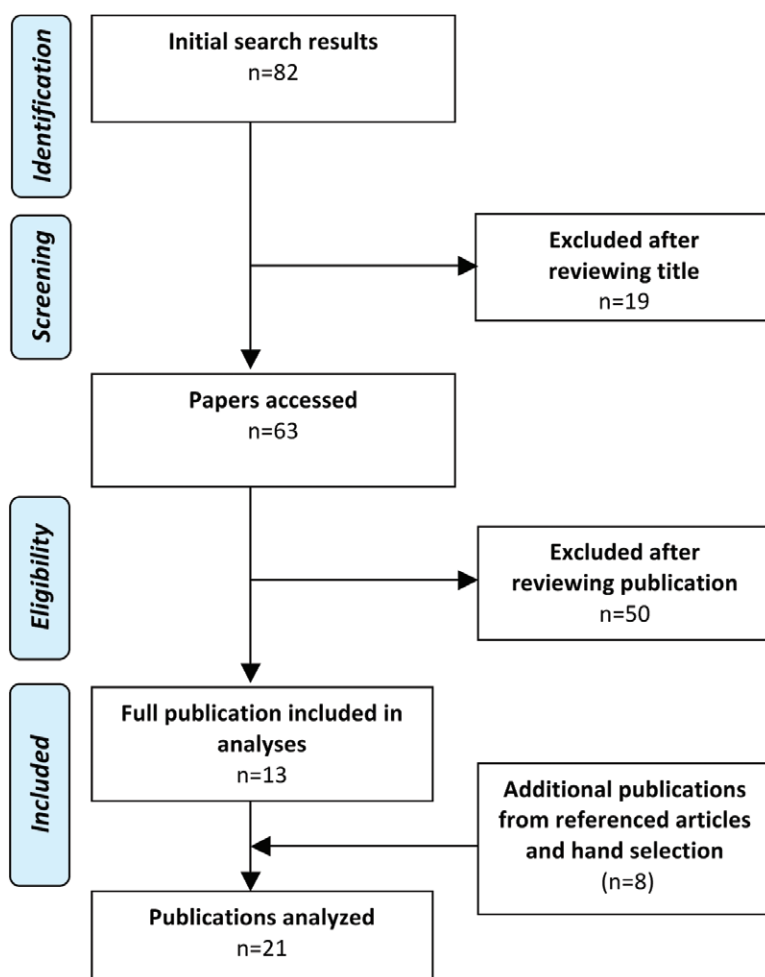 Identification
Initial search results
n=82
Screening
Excluded after
reviewing title
n=19
Papers accessed
n=63
Eligibility
Excluded after
reviewing publication
n=50
Included
Full publication included in
analyses
n=13
Additional publications
from referenced articles
and hand selection
(n=8)
Publications analyzed
n=21